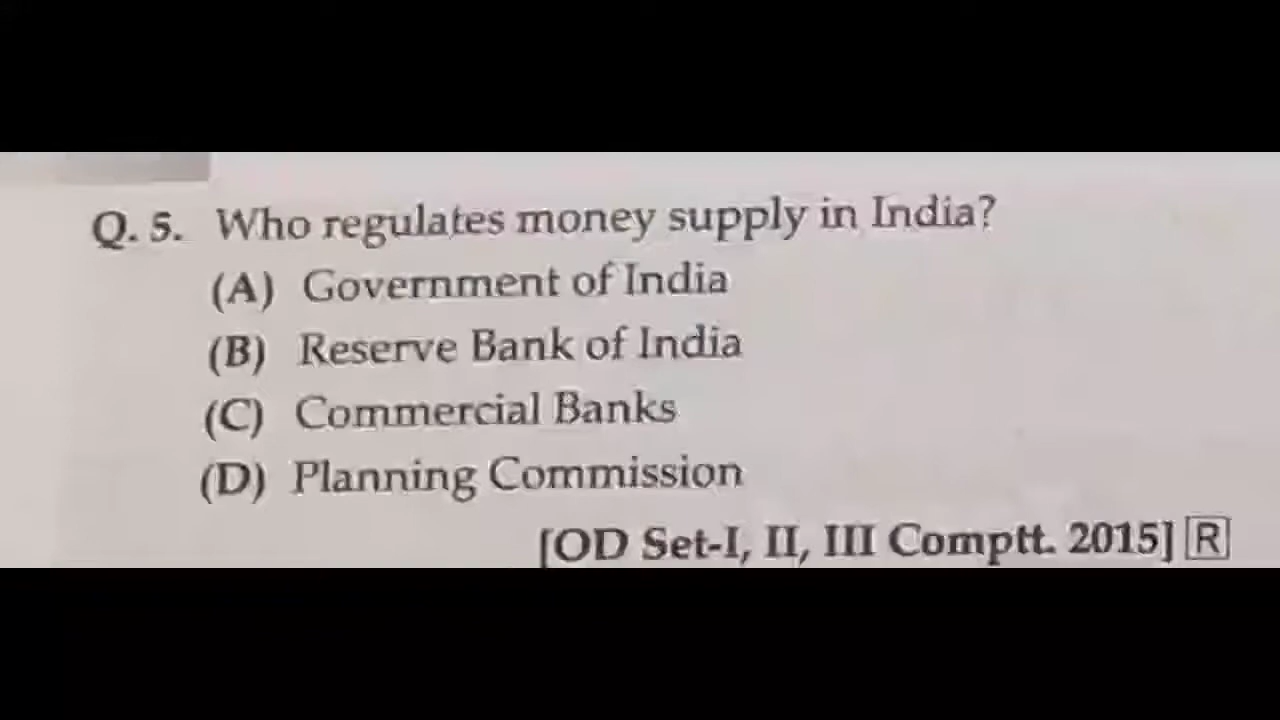 Q. 5. Who regulates money supply in India?
(A) Government of India
(B) Reserve Bank of India
(C) Commercial Banks
(D) Planning Commission
[OD Set-I, II, III Comptt. 2015] R